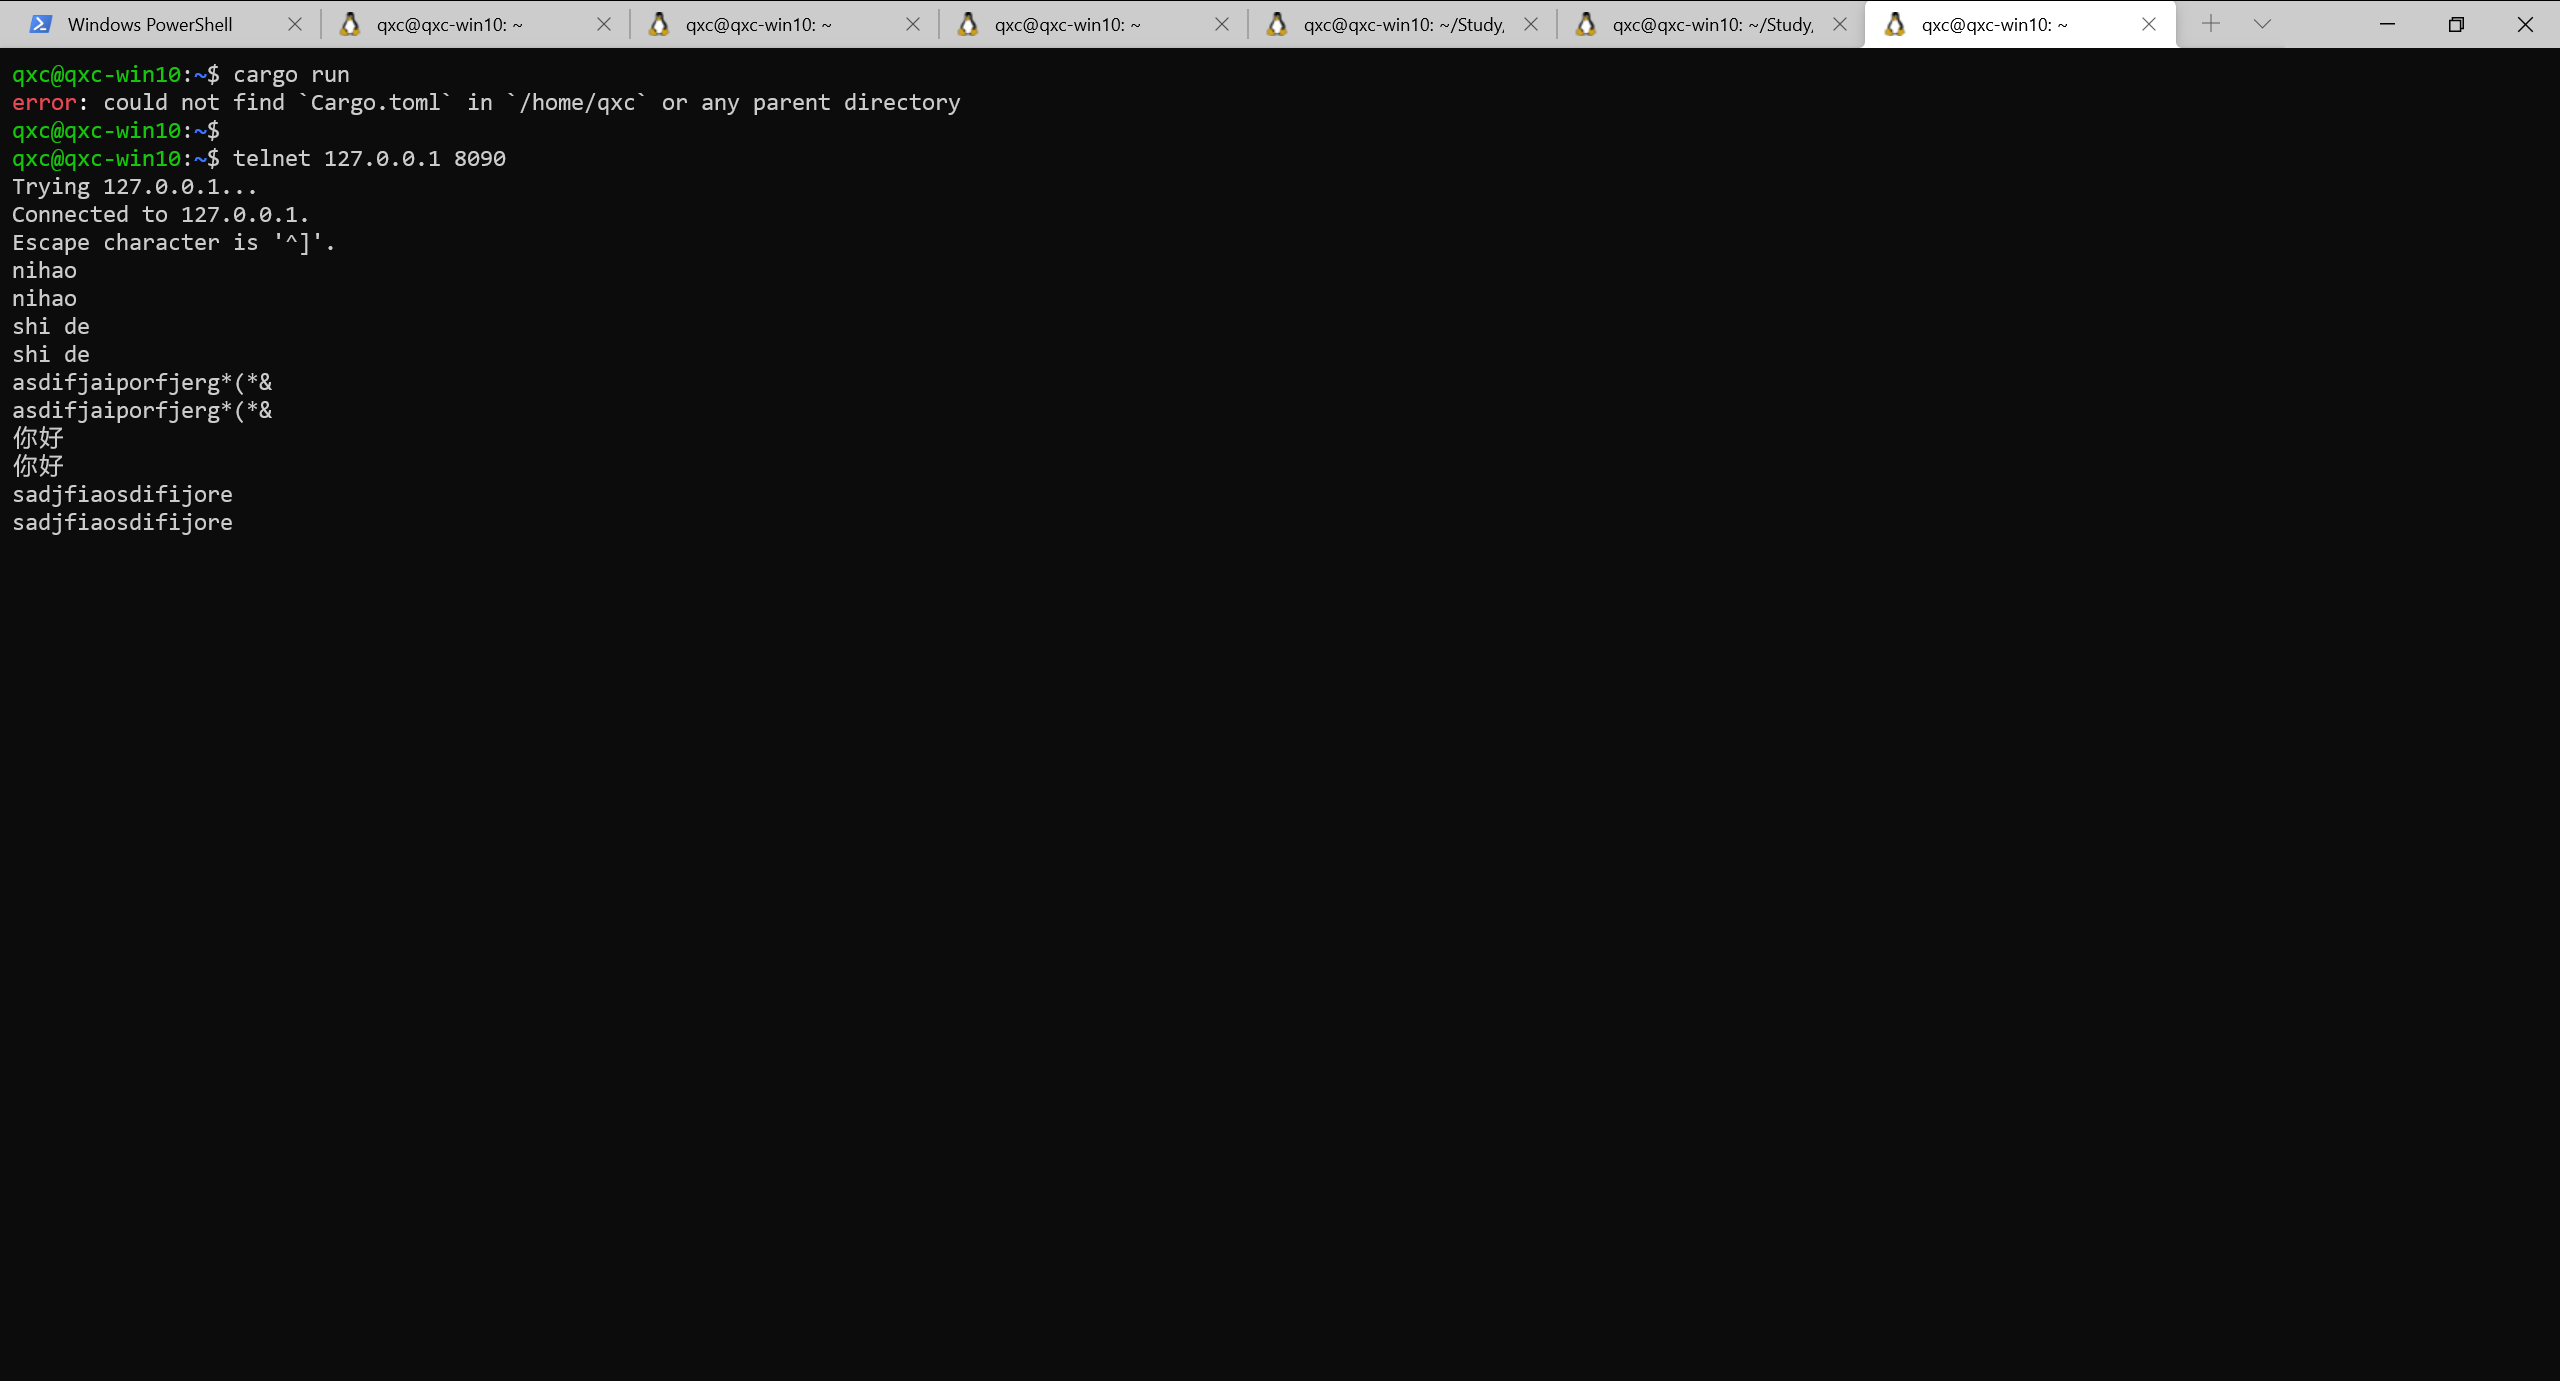 Windows PowerShell
qxc@qxc-win10: ~
qxc@qxc-win10: ~
qxc@qxc-win10: ~
qxc@qxc-win10: ~/Study,
qxc@qxc-win10: ~/Study,
qxc@qxc-win10: ~
qxc@qxc-win10:~$ cargo run
error: could not find `Cargo.toml` in `/home/qxc` or any parent directory
qxc@qxc-win10:~$
qxc@qxc-win10:~$ telnet 127.0.0.1 8090
Trying 127.0.0.1...
Connected to 127.0.0.1.
Escape character is '^]'.
nihao
nihao
shi de
shi de
asdifjaiporfjerg*(*&
asdifjaiporfjerg*(*&
你好
你好
sadjfiaosdifijore
sadjfiaosdifijore